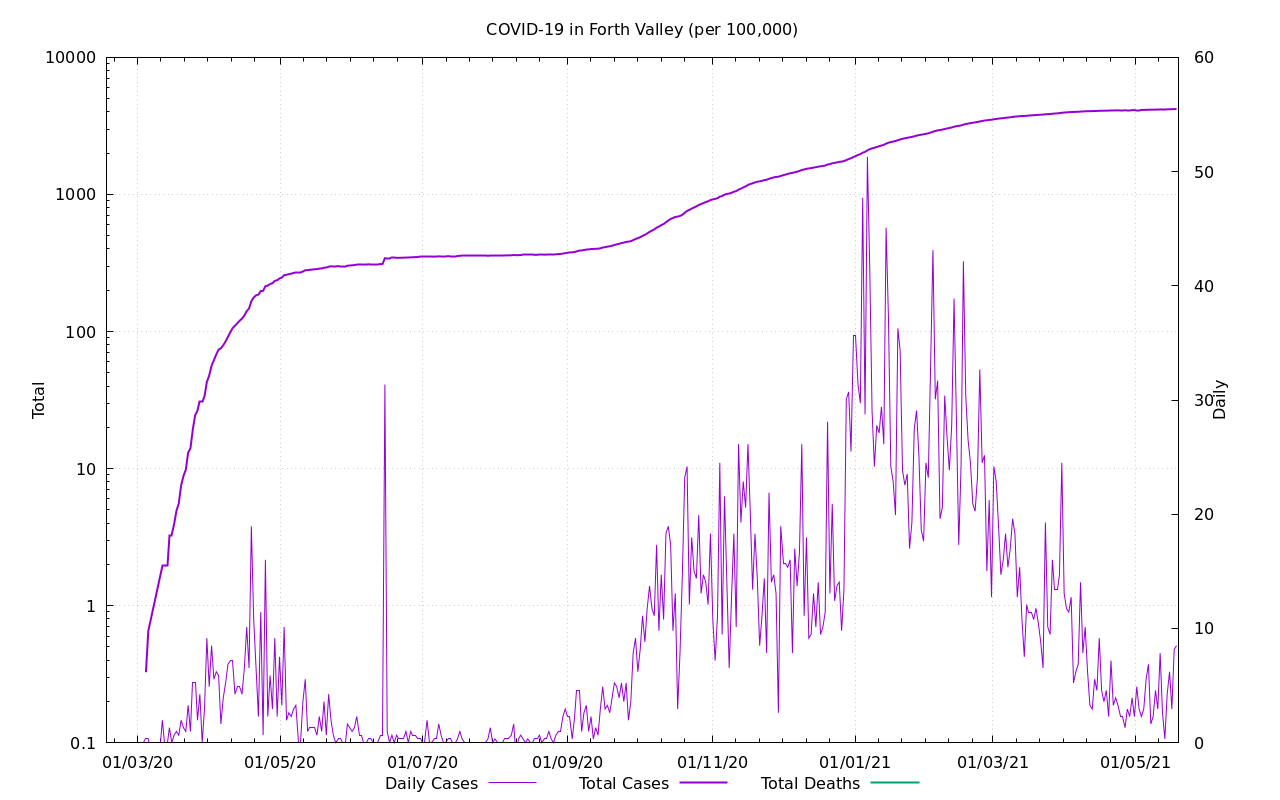 COVID-19 in Forth Valley (per 100,000)
10000
1000
100
10
1
0.1
Total
60
50
40
30
20
10
0
Daily
01/03/20 01/05/20 01/07/20 01/09/20 01/11/20 01/01/21 01/03/21 01/05/21
Daily Cases Total Cases Total Deaths